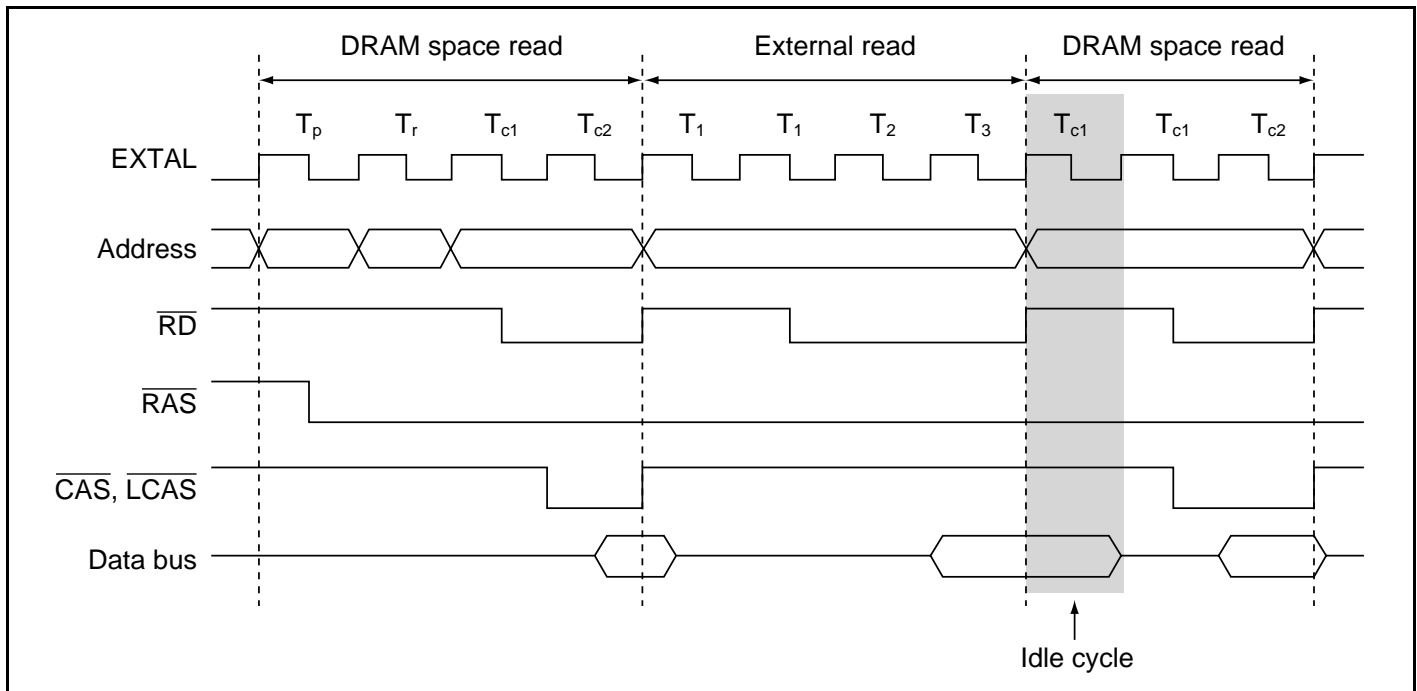 DRAM space read External read DRAM space read
Tp Tr Tc1 Tc2 T1 T1 T2 T3 Tc1 Tc1 Tc2
EXTAL
Address
RD
RAS
CAS, LCAS
Data bus
Idle cycle